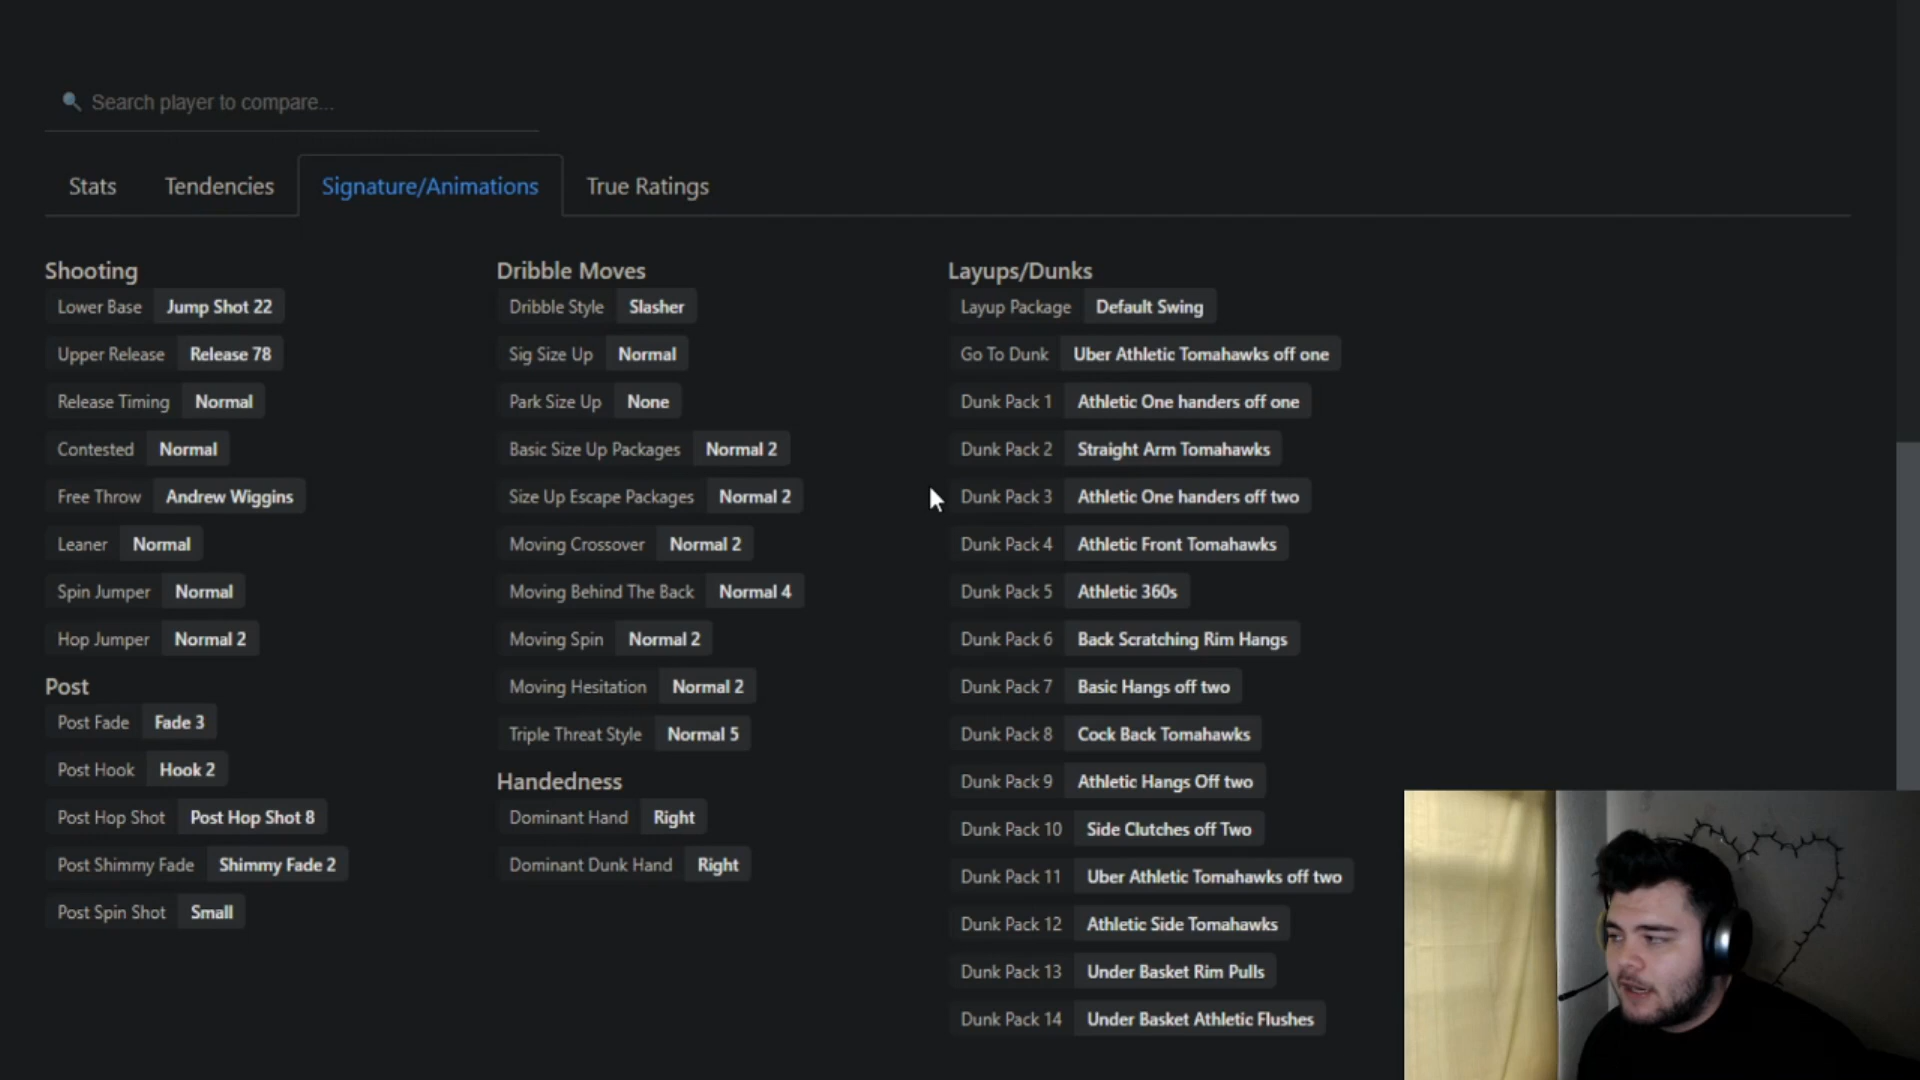 Search player to compare...
Stats Tendencies Signature/Animations True Ratings
Shooting
Lower Base Jump Shot 22
Upper Release Release 78
Release Timing Normal
Contested Normal
Free Throw Andrew Wiggins
Leaner Normal
Spin Jumper Normal
Hop Jumper Normal 2
Post
Post Fade Fade 3
Post Hook Hook 2
Post Hop Shot Post Hop Shot 8
Post Shimmy Fade Shimmy Fade 2
Post Spin Shot Small
Dribble Moves
Dribble Style Slasher
Sig Size Up Normal
Park Size Up None
Basic Size Up Packages Normal 2
Size Up Escape Packages Normal 2
Moving Crossover Normal 2
Moving Behind The Back Normal 4
Moving Spin Normal 2
Moving Hesitation Normal 2
Triple Threat Style Normal 5
Handedness
Dominant Hand Right
Dominant Dunk Hand Right
Layups/Dunks
Layup Package Default Swing
Go To Dunk Uber Athletic Tomahawks off one
Dunk Pack 1 Athletic One handers off one
Dunk Pack 2 Straight Arm Tomahawks
Dunk Pack 3 Athletic One handers off two
Dunk Pack 4 Athletic Front Tomahawks
Dunk Pack 5 Athletic 360s
Dunk Pack 6 Back Scratching Rim Hangs
Dunk Pack 7 Basic Hangs off two
Dunk Pack 8 Cock Back Tomahawks
Dunk Pack 9 Athletic Hangs Off two
Dunk Pack 10 Side Clutches off Two
Dunk Pack 11 Uber Athletic Tomahawks off two
Dunk Pack 12 Athletic Side Tomahawks
Dunk Pack 13 Under Basket Rim Pulls
Dunk Pack 14 Under Basket Athletic Flushes